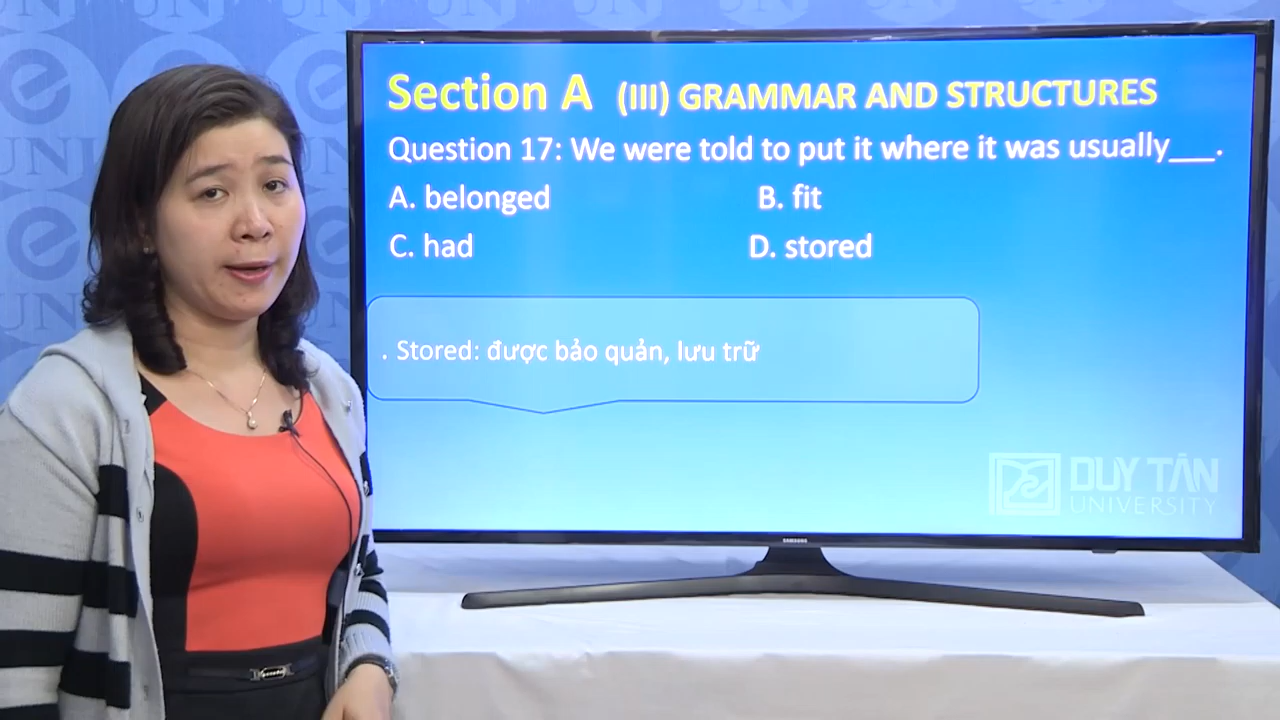 Section A (III) GRAMMAR AND STRUCTURES
Question 17: We were told to put it where it was usually___.
A. belonged B. fit
C. had D. stored
. Stored: được bảo quản, lưu trữ
DUY TÂN
UNIVERSITY
SAMSUNG